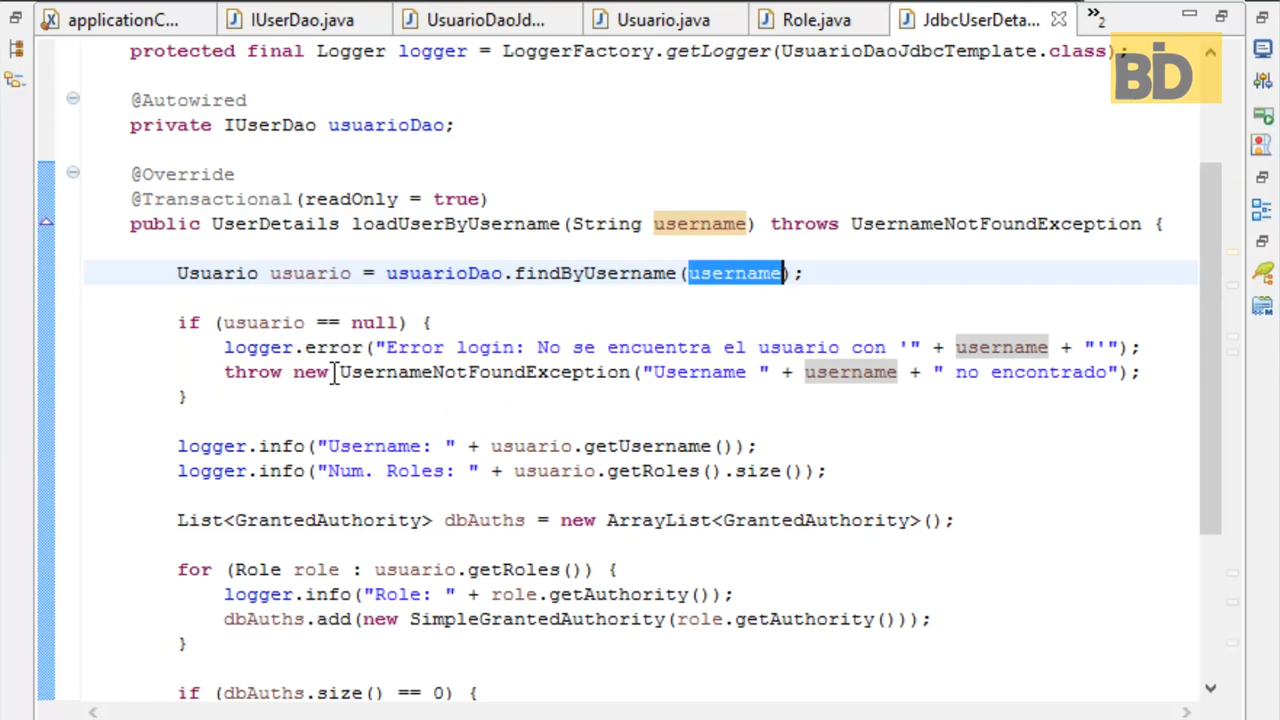 applicationC...
IUserDao.java
UsuarioDaoJd...
Usuario.java
Role.java
JdbcUserDeta...
»2
protected final Logger logger = LoggerFactory.getLogger(UsuarioDaoJdbcTemplate.class);
BD
@Autowired
private IUserDao usuarioDao;
@Override
@Transactional(readOnly = true)
public UserDetails loadUserByUsername(String username) throws UsernameNotFoundException {
Usuario usuario = usuarioDao.findByUsername(username);
if (usuario == null) {
logger.error("Error login: No se encuentra el usuario con '" + username + "'");
throw new UsernameNotFoundException("Username " + username + " no encontrado");
}
logger.info("Username: " + usuario.getUsername());
logger.info("Num. Roles: " + usuario.getRoles().size());
List<GrantedAuthority> dbAuths = new ArrayList<GrantedAuthority>();
for (Role role : usuario.getRoles()) {
logger.info("Role: " + role.getAuthority());
dbAuths.add(new SimpleGrantedAuthority(role.getAuthority()));
}
if (dbAuths.size() == 0) {